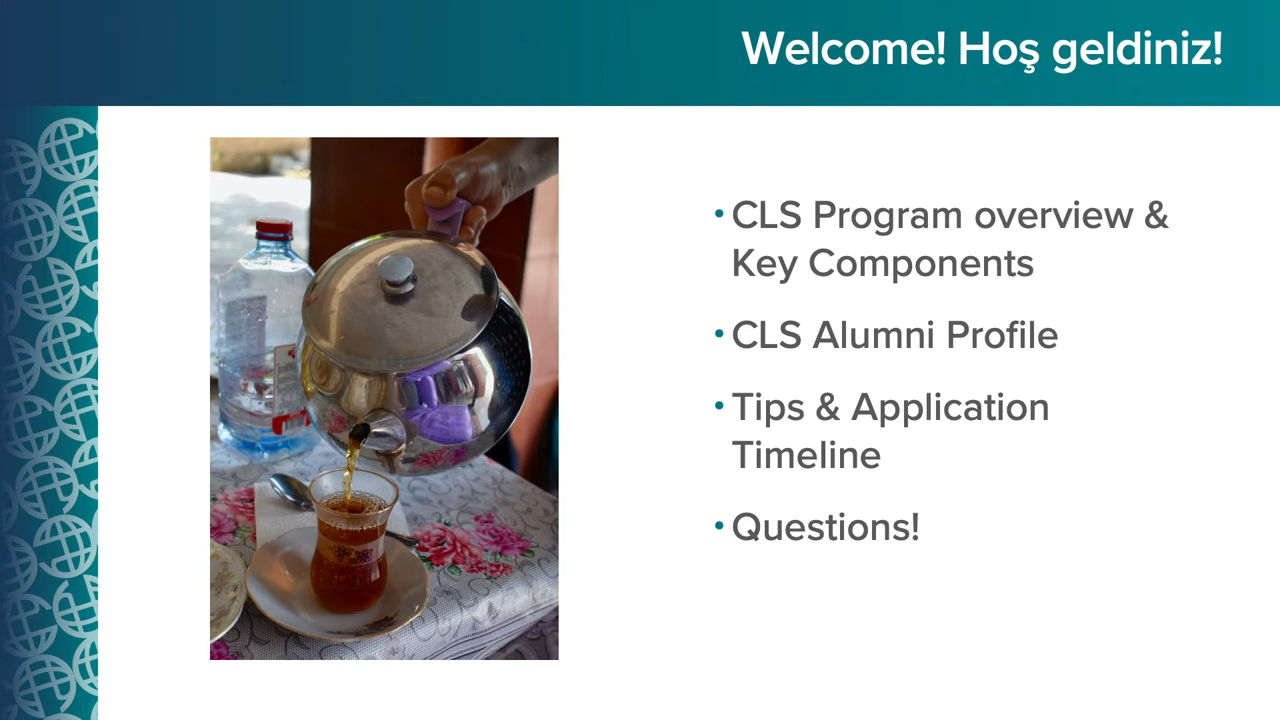 Welcome! Hoş geldiniz!
• CLS Program overview &
Key Components
• CLS Alumni Profile
• Tips & Application
Timeline
• Questions!